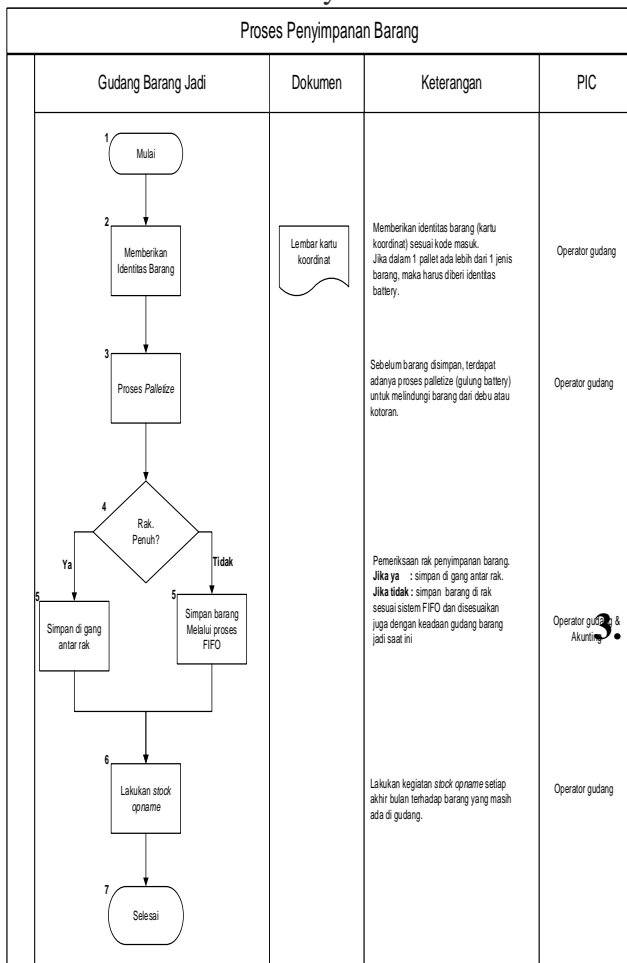 Proses Penyimpanan Barang
Gudang Barang Jadi
Dokumen
Keterangan
PIC
1
Mulai
2
Memberikan
Identitas Barang
Lembar kartu
koordinat
Memberikan identitas barang (kartu
koordinat) sesuai kode masuk.
Jika dalam 1 pallet ada lebih dari 1 jenis
barang, maka harus diberi identitas
battery.
Operator gudang
3
Proses Palletize
Sebelum barang disimpan, terdapat
adanya proses palletize (gulung battery)
untuk melindungi barang dari debu atau
kotoran.
Operator gudang
4
Rak.
Penuh?
Ya
Tidak
5
Simpan di gang
antar rak
5
Simpan barang
Melalui proses
FIFO
Pemeriksaan rak penyimpanan barang.
Jika ya : simpan di gang antar rak.
Jika tidak : simpan barang di rak
sesuai sistem FIFO dan disesuaikan
juga dengan keadaan gudang barang
jadi saat ini
Operator gudang &
Akunting
3.
6
Lakukan stock
opname
Lakukan kegiatan stock opname setiap
akhir bulan terhadap barang yang masih
ada di gudang.
Operator gudang
7
Selesai